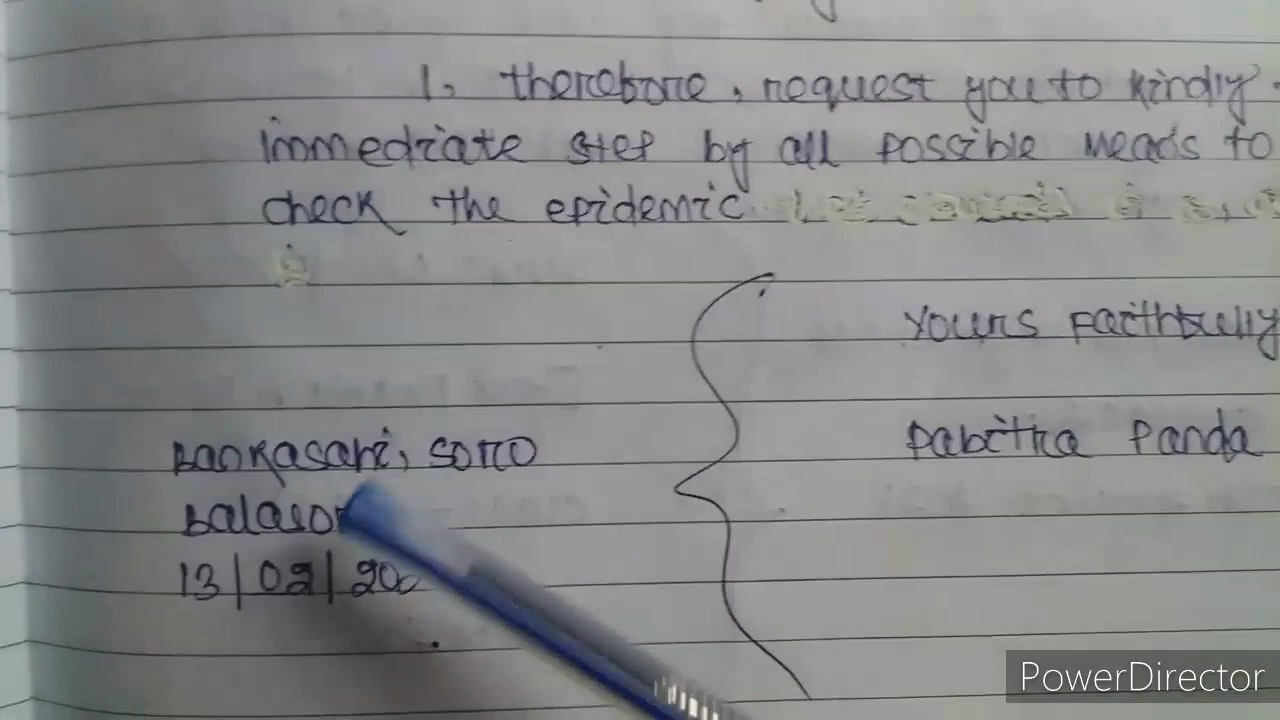 I, therefore, request you to kindly
immediate step by all possible means to
check the epidemic
Yours Faithfully
Pabitra Panda
Bankasahi, Soro
Balasor
13/02/20
PowerDirector